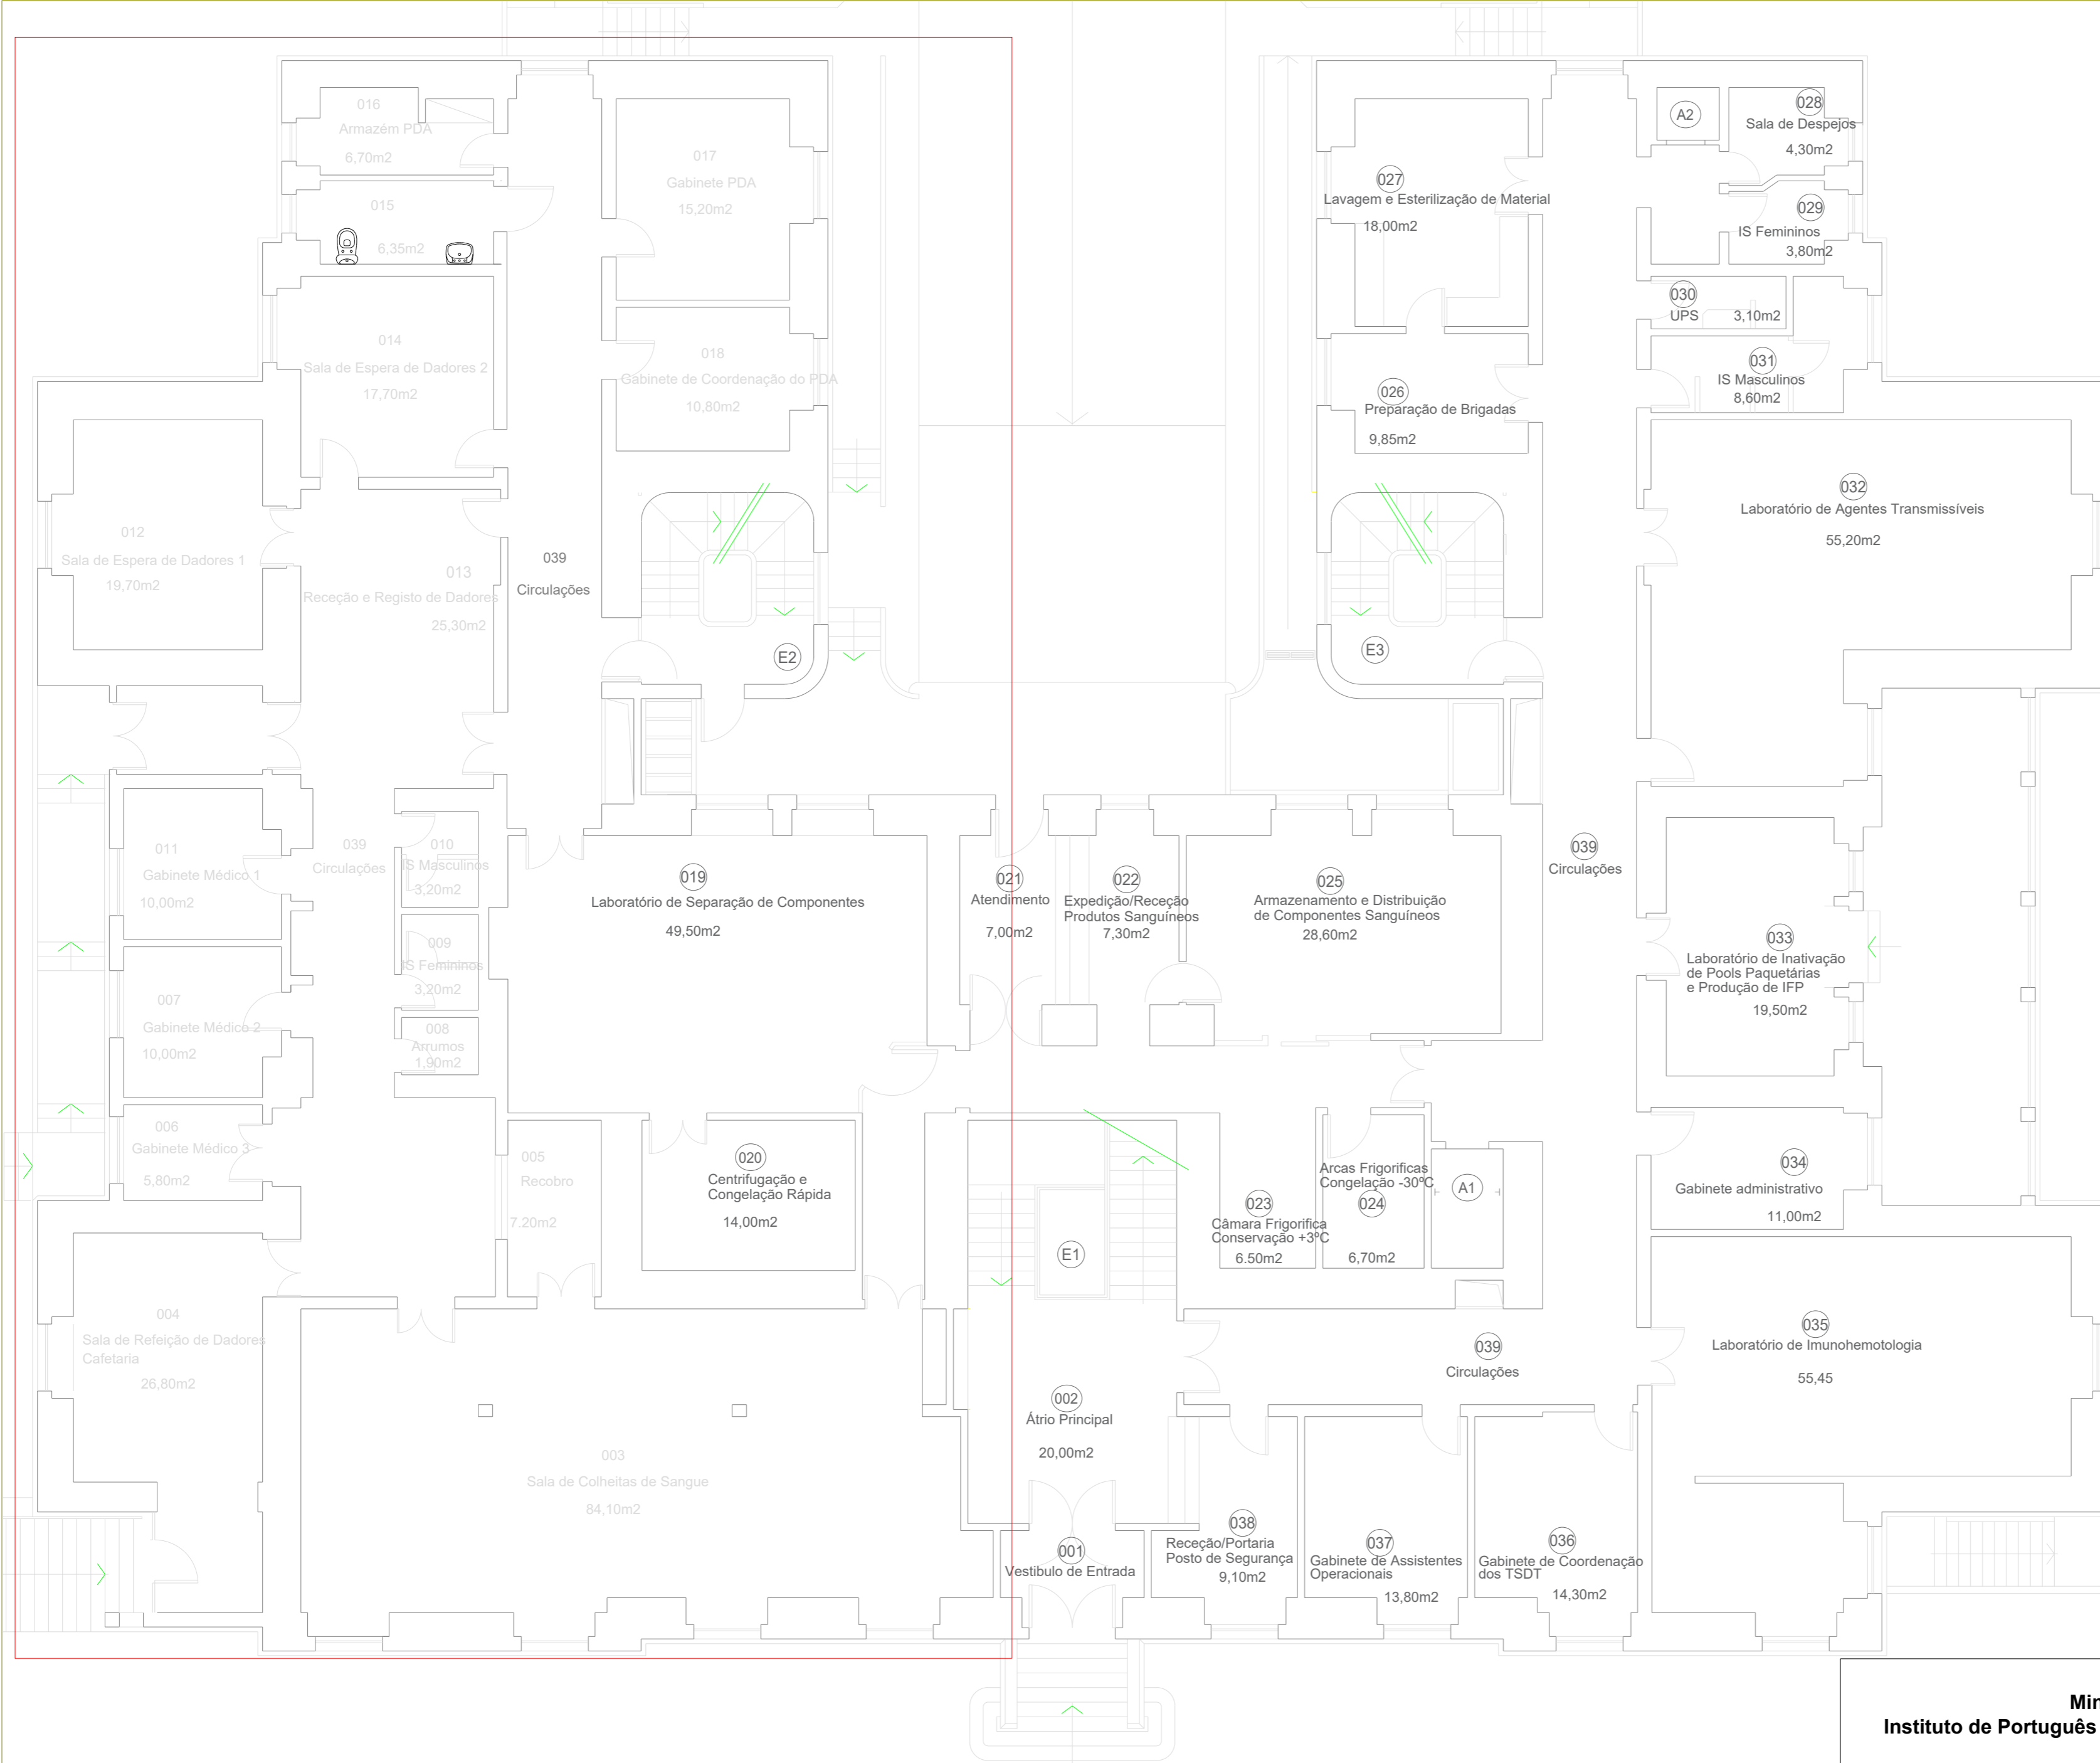 016
Armazém PDA
6,70m2
015
6,35m2
017
Gabinete PDA
15,20m2
014
Sala de Espera de Dadores 2
17,70m2
018
Gabinete de Coordenação do PDA
10,80m2
012
Sala de Espera de Dadores 1
19,70m2
013
Receção e Registo de Dadores
25,30m2
039
Circulações
E2
011
Gabinete Médico 1
10,00m2
039
Circulações
010
IS Masculinos
3,20m2
009
IS Femininos
3,20m2
007
Gabinete Médico 2
10,00m2
008
Arrumos
1,90m2
006
Gabinete Médico 3
5,80m2
005
Recobro
7.20m2
004
Sala de Refeição de Dadores
Cafetaria
26,80m2
003
Sala de Colheitas de Sangue
84,10m2
019
Laboratório de Separação de Componentes
49,50m2
020
Centrifugação e
Congelação Rápida
14,00m2
021
Atendimento
7,00m2
022
Expedição/Receção
Produtos Sanguíneos
7,30m2
025
Armazenamento e Distribuição
de Componentes Sanguíneos
28,60m2
E1
023
Câmara Frigorifica
Conservação +3ºC
6.50m2
Arcas Frigorificas
Congelação -30ºC
024
6,70m2
A1
002
Átrio Principal
20,00m2
001
Vestibulo de Entrada
038
Receção/Portaria
Posto de Segurança
9,10m2
037
Gabinete de Assistentes
Operacionais
13,80m2
036
Gabinete de Coordenação
dos TSDT
14,30m2
039
Circulações
027
Lavagem e Esterilização de Material
18,00m2
026
Preparação de Brigadas
9,85m2
E3
A2
028
Sala de Despejos
4,30m2
029
IS Femininos
3,80m2
030
UPS
3,10m2
031
IS Masculinos
8,60m2
032
Laboratório de Agentes Transmissíveis
55,20m2
039
Circulações
033
Laboratório de Inativação
de Pools Paquetárias
e Produção de IFP
19,50m2
034
Gabinete administrativo
11,00m2
035
Laboratório de Imunohemotologia
55,45
Min
Instituto de Português